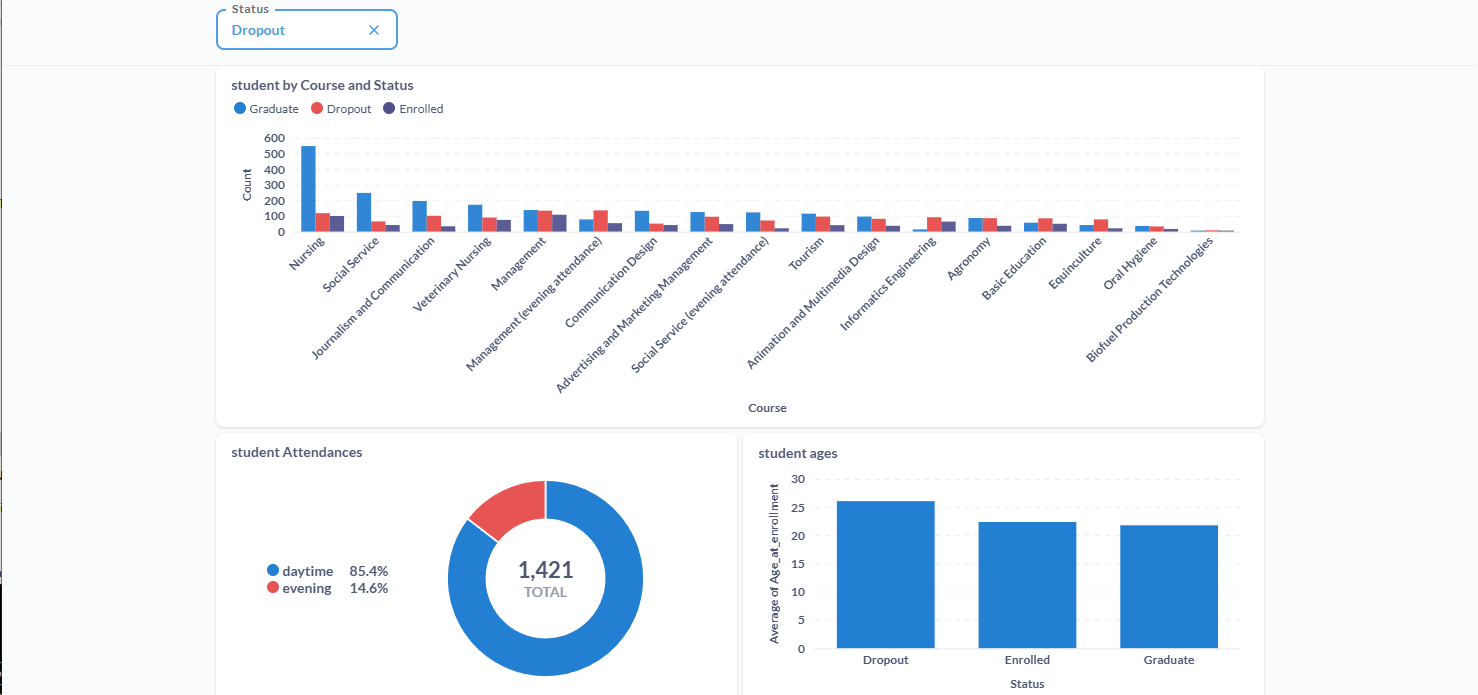 Status
Dropout
student by Course and Status
Graduate Dropout Enrolled
600
500
400
300
200
100
0
Count
Nursing
Social Service
Journalism and Communication
Veterinary Nursing
Management
Management (evening attendance)
Communication Design
Advertising and Marketing Management
Social Service (evening attendance)
Tourism
Animation and Multimedia Design
Informatics Engineering
Agronomy
Basic Education
Equinculture
Oral Hygiene
Biofuel Production Technologies
Course
student Attendances
daytime 85.4%
evening 14.6%
1,421
TOTAL
student ages
30
25
20
15
10
5
0
Average of Age_at_enrollment
Dropout Enrolled Graduate
Status